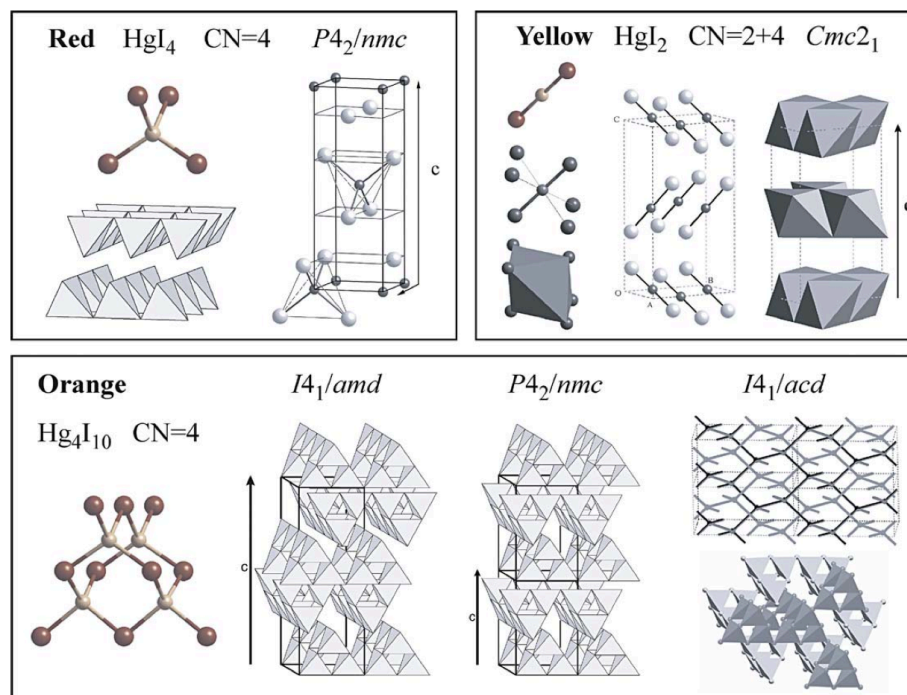 Red HgI₄ CN=4 P4₂/nmc
c
Yellow HgI₂ CN=2+4 Cmc2₁
C
O
A
B
c
Orange I4₁/amd P4₂/nmc I4₁/acd
Hg₄I₁₀ CN=4
c
c